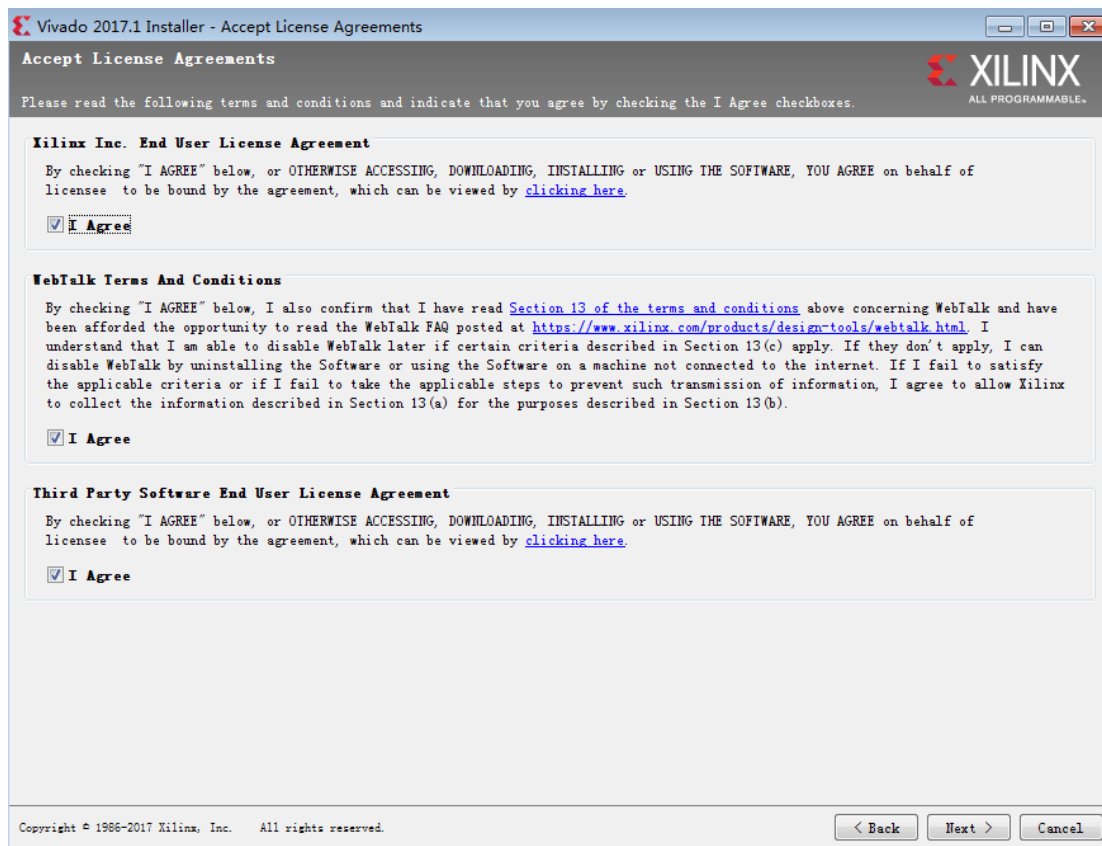 Vivado 2017.1 Installer - Accept License Agreements
Accept License Agreements
XILINX
ALL PROGRAMMABLE.
Please read the following terms and conditions and indicate that you agree by checking the I Agree checkboxes.
Xilinx Inc. End User License Agreement
By checking "I AGREE" below, or OTHERWISE ACCESSING, DOWNLOADING, INSTALLING or USING THE SOFTWARE, YOU AGREE on behalf of
licensee to be bound by the agreement, which can be viewed by clicking here.
I Agree
WebTalk Terms And Conditions
By checking "I AGREE" below, I also confirm that I have read Section 13 of the terms and conditions above concerning WebTalk and have
been afforded the opportunity to read the WebTalk FAQ posted at https://www.xilinx.com/products/design-tools/webtalk.html. I
understand that I am able to disable WebTalk later if certain criteria described in Section 13(c) apply. If they don't apply, I can
disable WebTalk by uninstalling the Software or using the Software on a machine not connected to the internet. If I fail to satisfy
the applicable criteria or if I fail to take the applicable steps to prevent such transmission of information, I agree to allow Xilinx
to collect the information described in Section 13(a) for the purposes described in Section 13(b).
I Agree
Third Party Software End User License Agreement
By checking "I AGREE" below, or OTHERWISE ACCESSING, DOWNLOADING, INSTALLING or USING THE SOFTWARE, YOU AGREE on behalf of
licensee to be bound by the agreement, which can be viewed by clicking here.
I Agree
Copyright © 1986-2017 Xilinx, Inc. All rights reserved.
< Back Next > Cancel